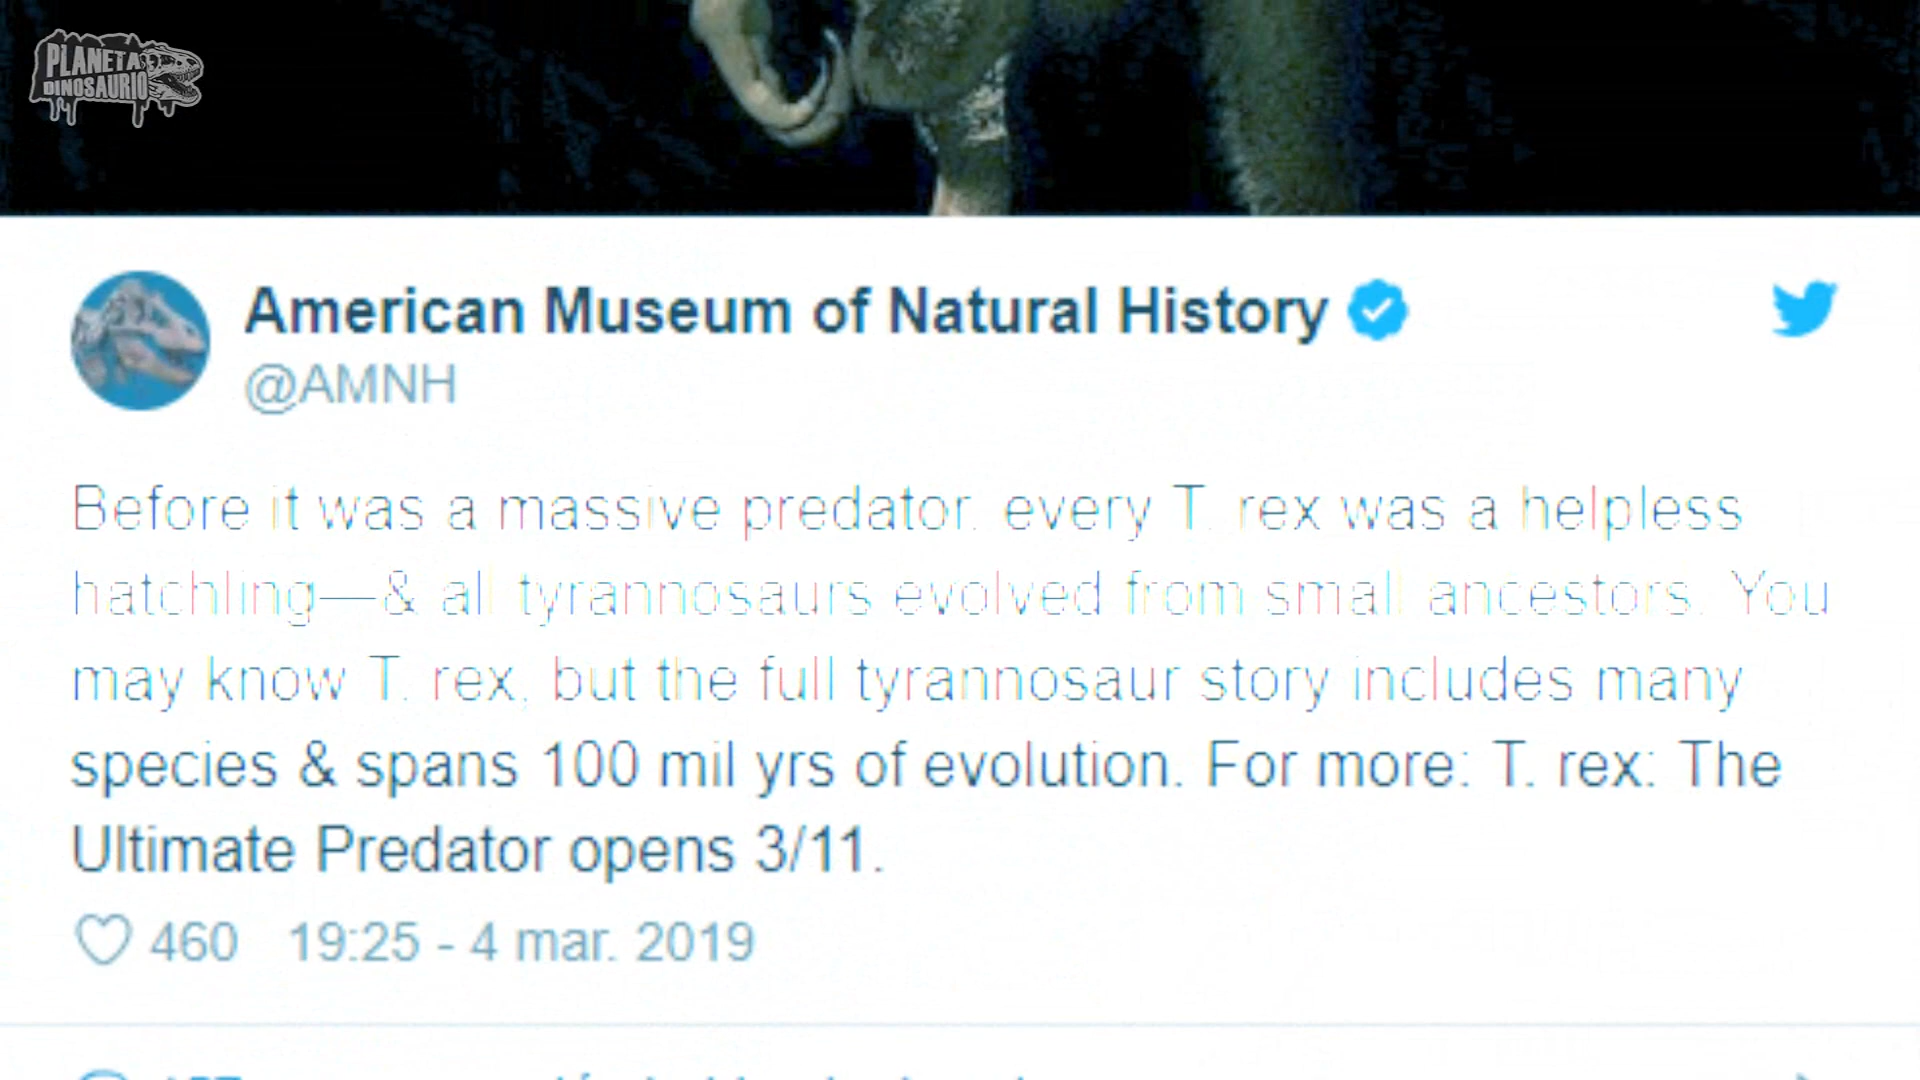 PLANETA
DINOSAURIO
American Museum of Natural History
@AMNH
Before it was a massive predator, every T. rex was a helpless
hatchling—& all tyrannosaurs evolved from small ancestors. You
may know T. rex, but the full tyrannosaur story includes many
species & spans 100 mil yrs of evolution. For more: T. rex: The
Ultimate Predator opens 3/11.
460 19:25 - 4 mar. 2019